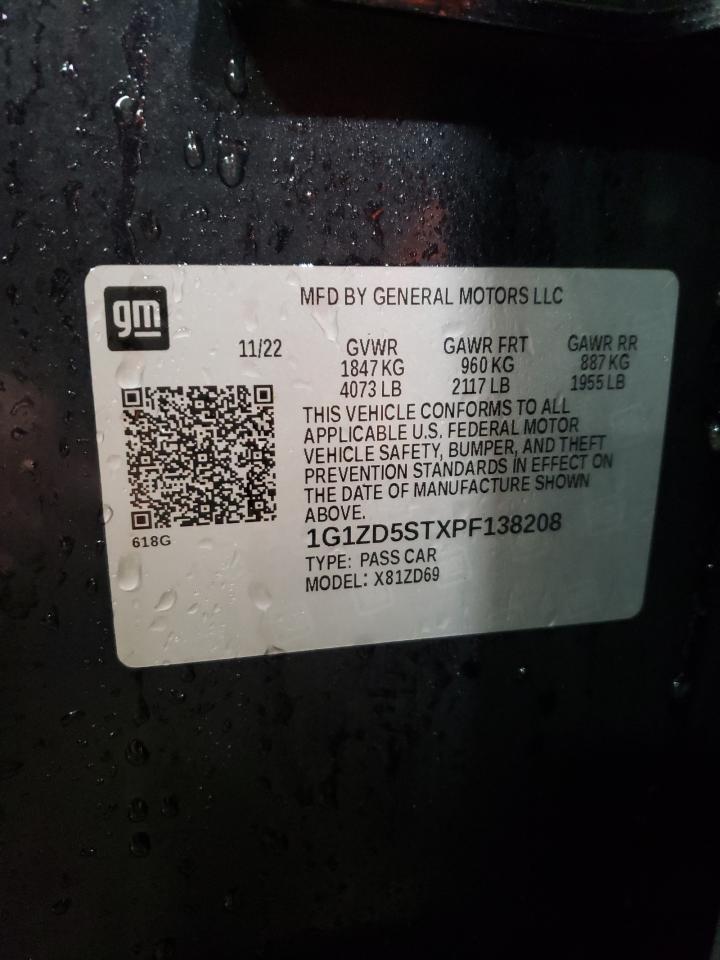 gm
MFD BY GENERAL MOTORS LLC
11/22 GVWR GAWR FRT GAWR RR
1847 KG 960 KG 887 KG
4073 LB 2117 LB 1955 LB
THIS VEHICLE CONFORMS TO ALL
APPLICABLE U.S. FEDERAL MOTOR
VEHICLE SAFETY, BUMPER, AND THEFT
PREVENTION STANDARDS IN EFFECT ON
THE DATE OF MANUFACTURE SHOWN
ABOVE.
618G
1G1ZD5STXPF138208
TYPE: PASS CAR
MODEL: X81ZD69